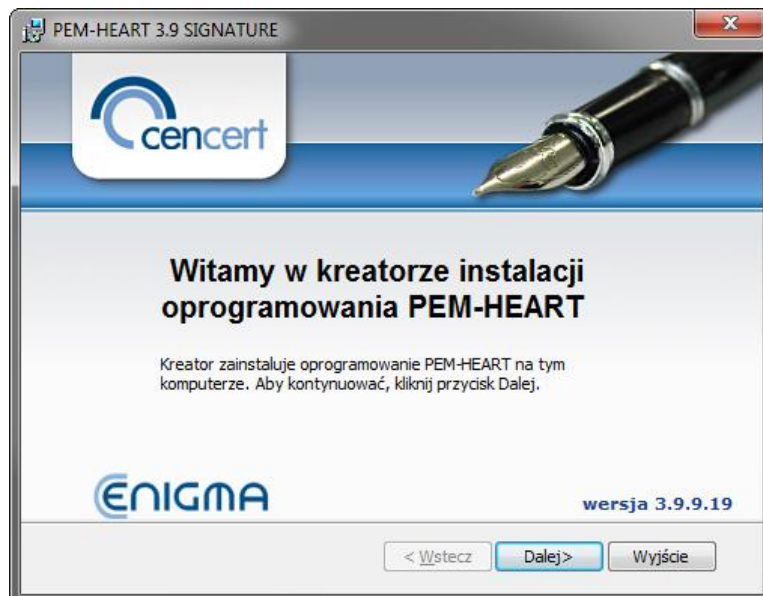 PEM-HEART 3.9 SIGNATURE
cencert
Witamy w kreatorze instalacji
oprogramowania PEM-HEART
Kreator zainstaluje oprogramowanie PEM-HEART na tym
komputerze. Aby kontynuować, kliknij przycisk Dalej.
ENIGMA
wersja 3.9.9.19
< Wstecz
Dalej>
Wyjście